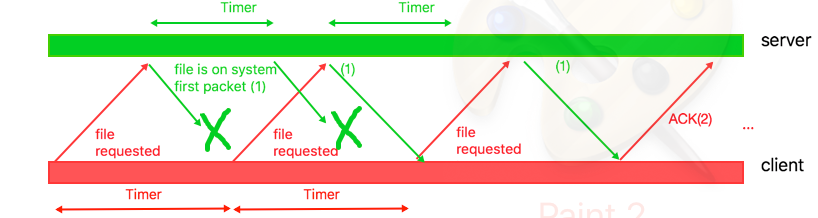 Timer
Timer
server
file is on system
first packet (1)
(1)
(1)
file
requested
file
requested
file
requested
ACK(2)
...
client
Timer
Timer
Paint 2